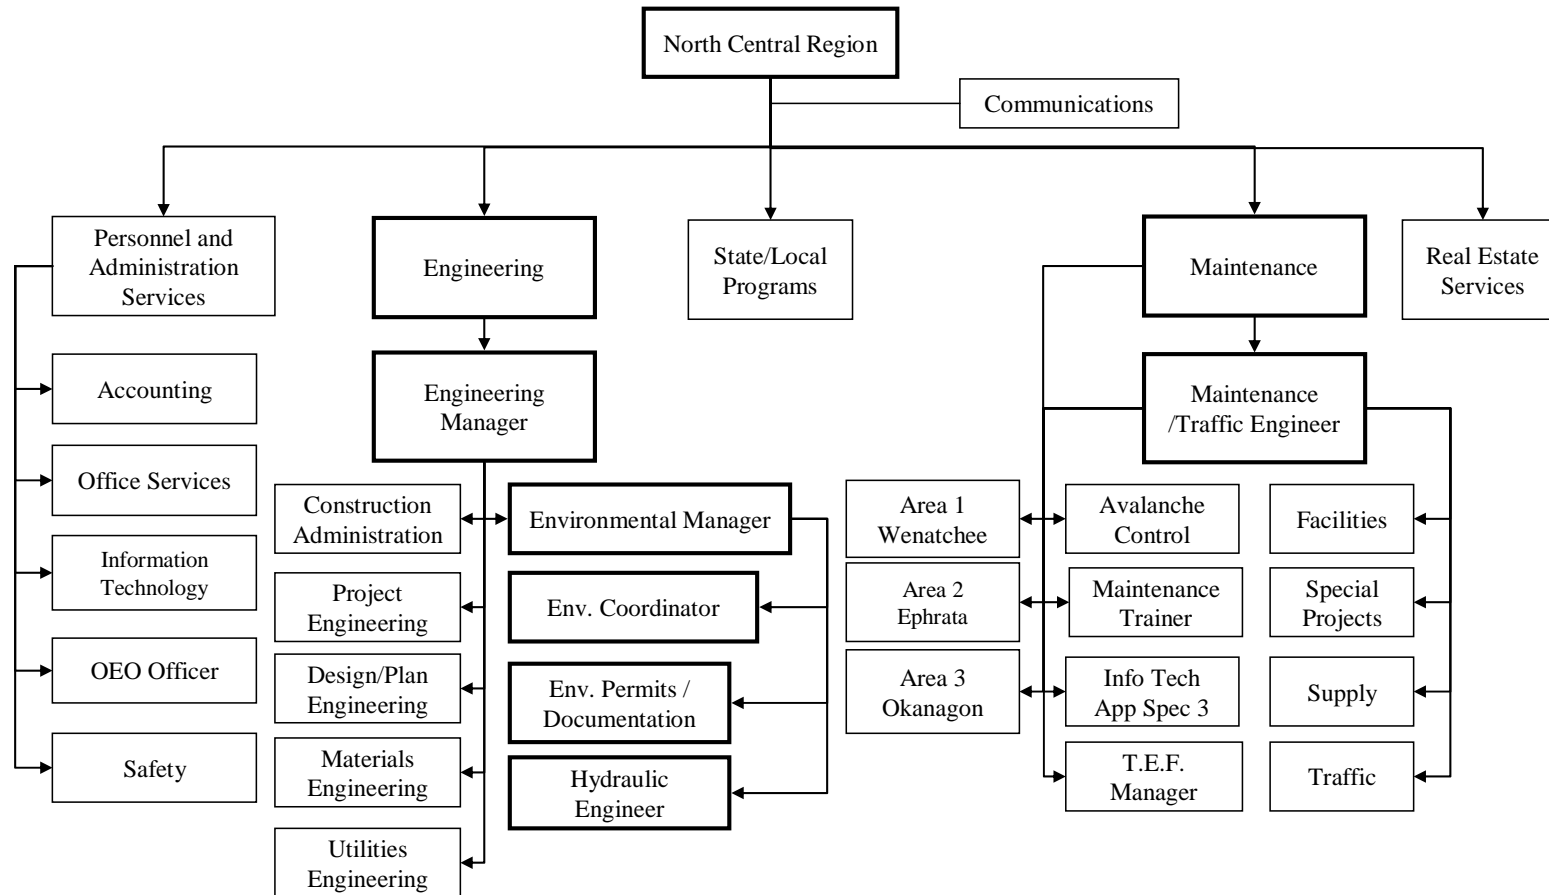 North Central Region
Communications
Personnel and
Administration
Services
Engineering
State/Local
Programs
Maintenance
Real Estate
Services
Engineering
Manager
Maintenance
/Traffic Engineer
Accounting
Office Services
Information
Technology
OEO Officer
Safety
Construction
Administration
Project
Engineering
Design/Plan
Engineering
Materials
Engineering
Utilities
Engineering
Environmental Manager
Env. Coordinator
Env. Permits /
Documentation
Hydraulic
Engineer
Area 1
Wenatchee
Area 2
Ephrata
Area 3
Okanagon
Avalanche
Control
Maintenance
Trainer
Info Tech
App Spec 3
T.E.F.
Manager
Facilities
Special
Projects
Supply
Traffic